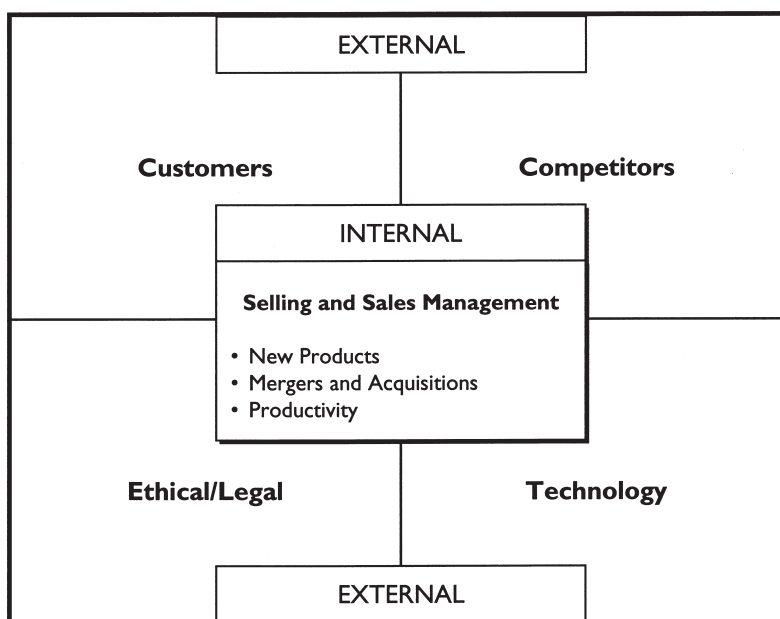 EXTERNAL
Customers
Competitors
INTERNAL
Selling and Sales Management
• New Products
• Mergers and Acquisitions
• Productivity
Ethical/Legal
Technology
EXTERNAL